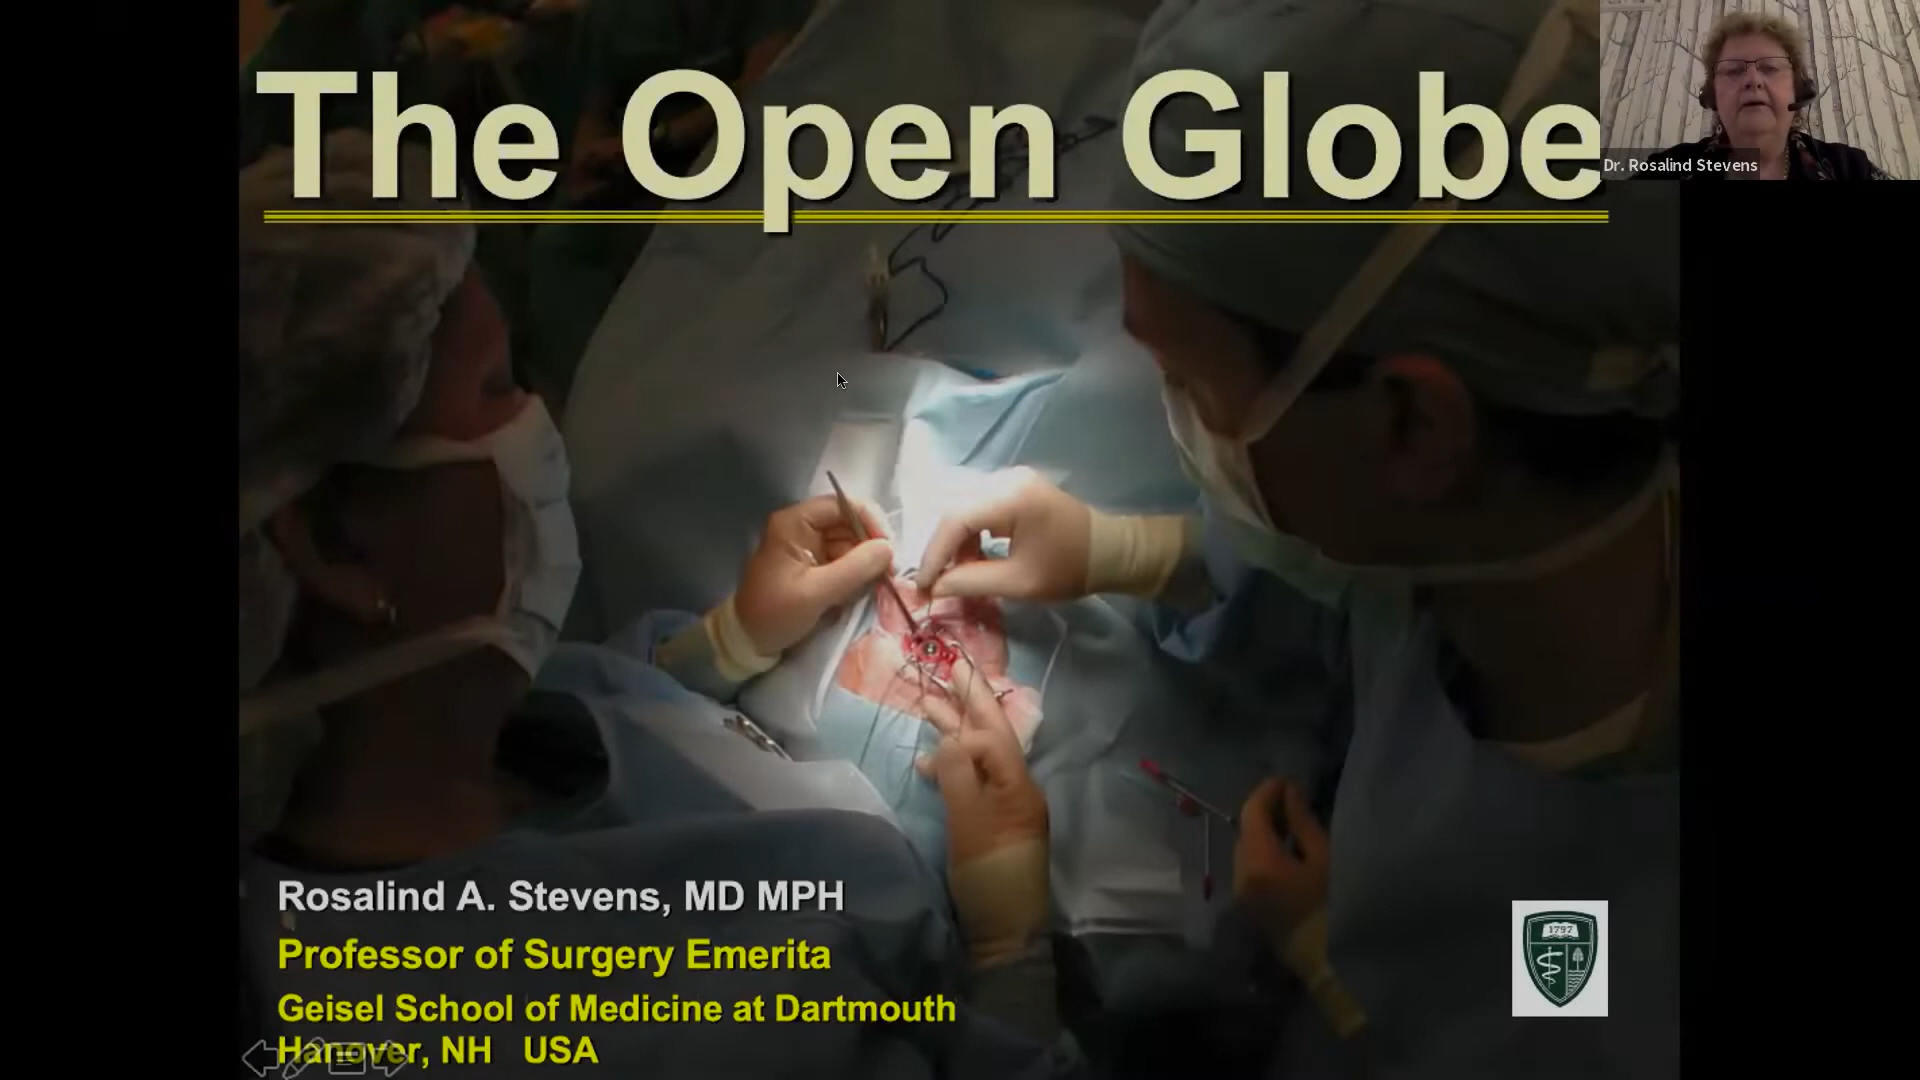 The Open Globe
Dr. Rosalind Stevens
Rosalind A. Stevens, MD MPH
Professor of Surgery Emerita
Geisel School of Medicine at Dartmouth
Hanover, NH USA
1797